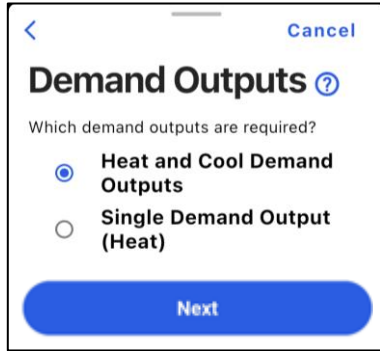 Cancel
Demand Outputs
Which demand outputs are required?
Heat and Cool Demand
Outputs
Single Demand Output
(Heat)
Next